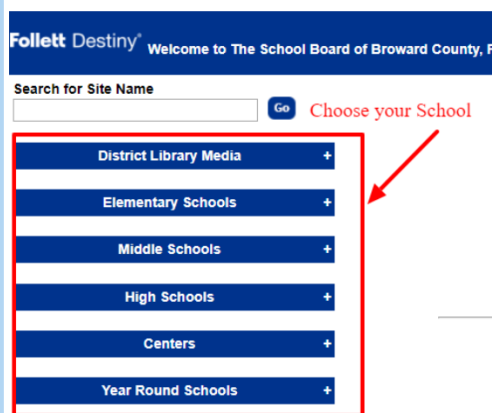 Follett Destiny® Welcome to The School Board of Broward County,
Search for Site Name
Go Choose your School
District Library Media +
Elementary Schools +
Middle Schools +
High Schools +
Centers +
Year Round Schools +